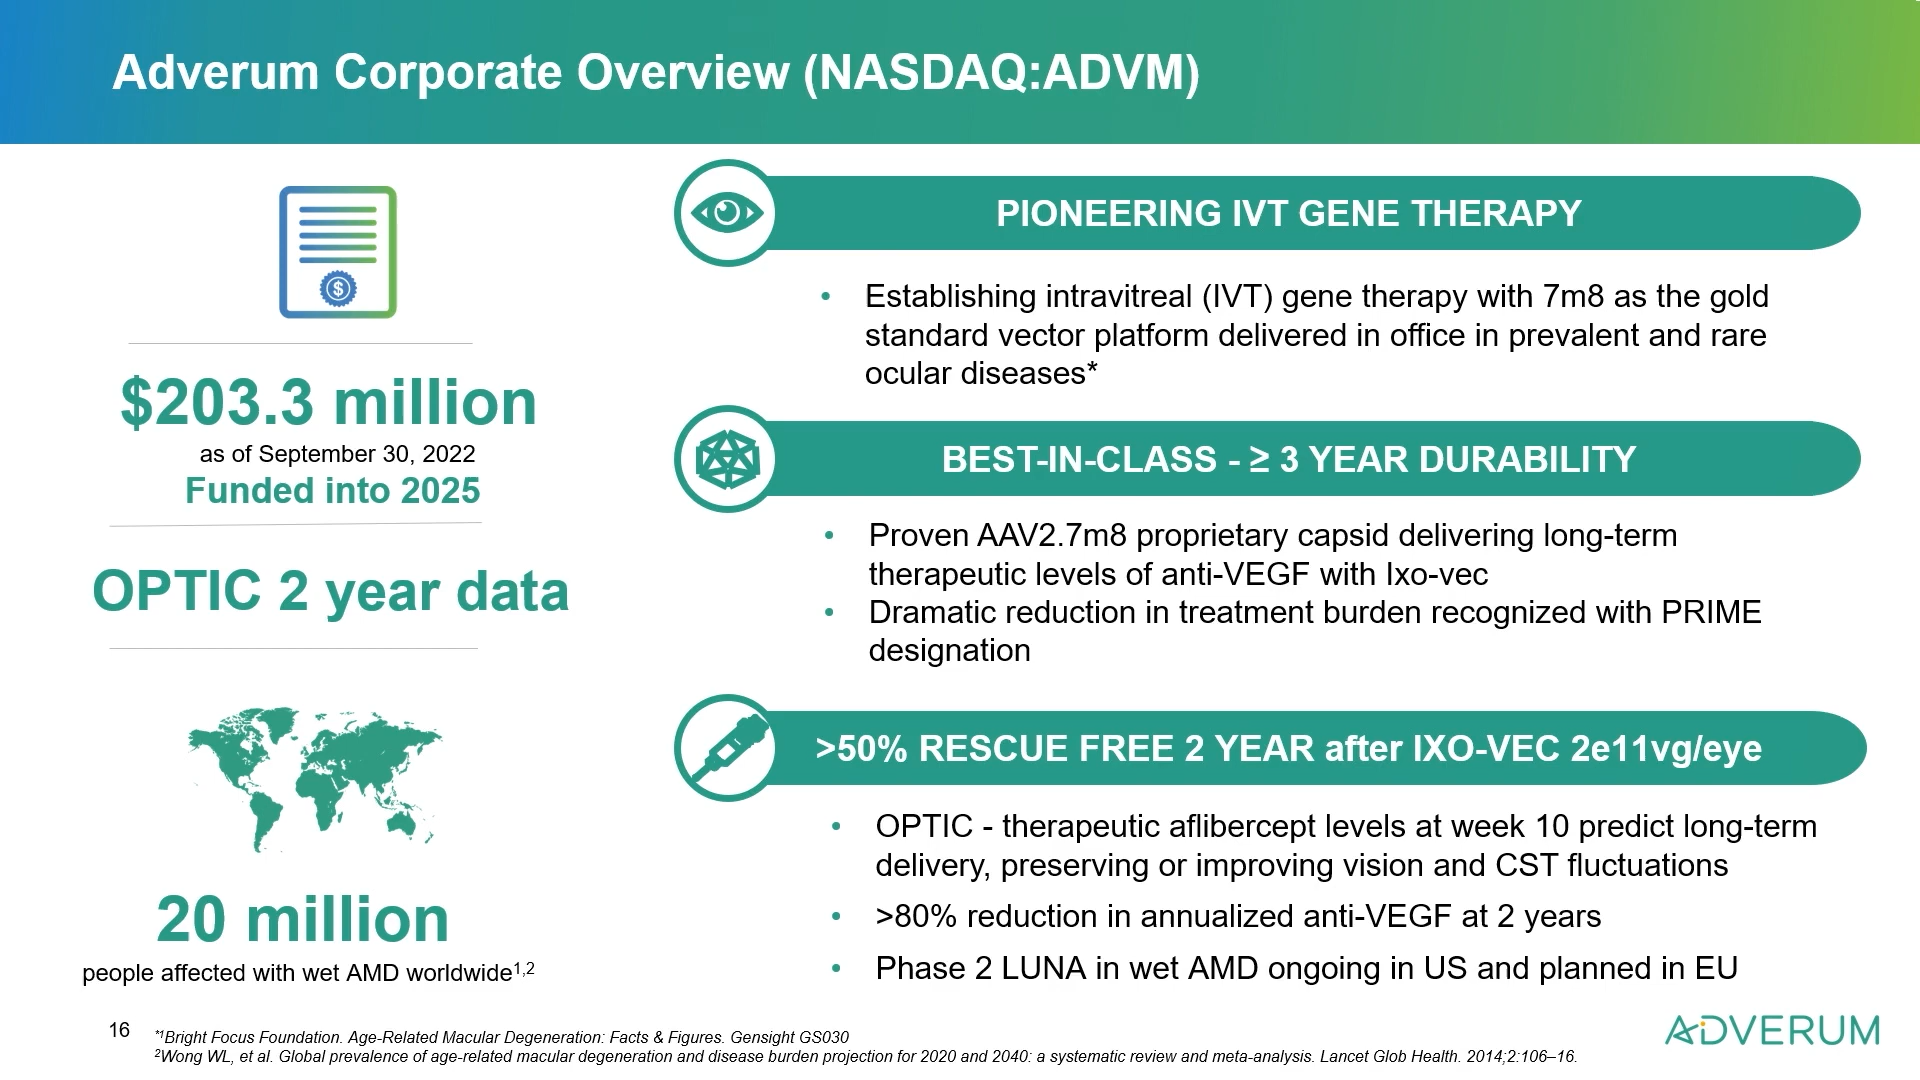 Adverum Corporate Overview (NASDAQ:ADVM)
$
$203.3 million
as of September 30, 2022
Funded into 2025
OPTIC 2 year data
20 million
people affected with wet AMD worldwide1,2
PIONEERING IVT GENE THERAPY
• Establishing intravitreal (IVT) gene therapy with 7m8 as the gold
standard vector platform delivered in office in prevalent and rare
ocular diseases*
BEST-IN-CLASS - ≥ 3 YEAR DURABILITY
• Proven AAV2.7m8 proprietary capsid delivering long-term
therapeutic levels of anti-VEGF with Ixo-vec
• Dramatic reduction in treatment burden recognized with PRIME
designation
>50% RESCUE FREE 2 YEAR after IXO-VEC 2e11vg/eye
• OPTIC - therapeutic aflibercept levels at week 10 predict long-term
delivery, preserving or improving vision and CST fluctuations
• >80% reduction in annualized anti-VEGF at 2 years
• Phase 2 LUNA in wet AMD ongoing in US and planned in EU
16
*1Bright Focus Foundation. Age-Related Macular Degeneration: Facts & Figures. Gensight GS030
2Wong WL, et al. Global prevalence of age-related macular degeneration and disease burden projection for 2020 and 2040: a systematic review and meta-analysis. Lancet Glob Health. 2014;2:106–16.
ADVERUM